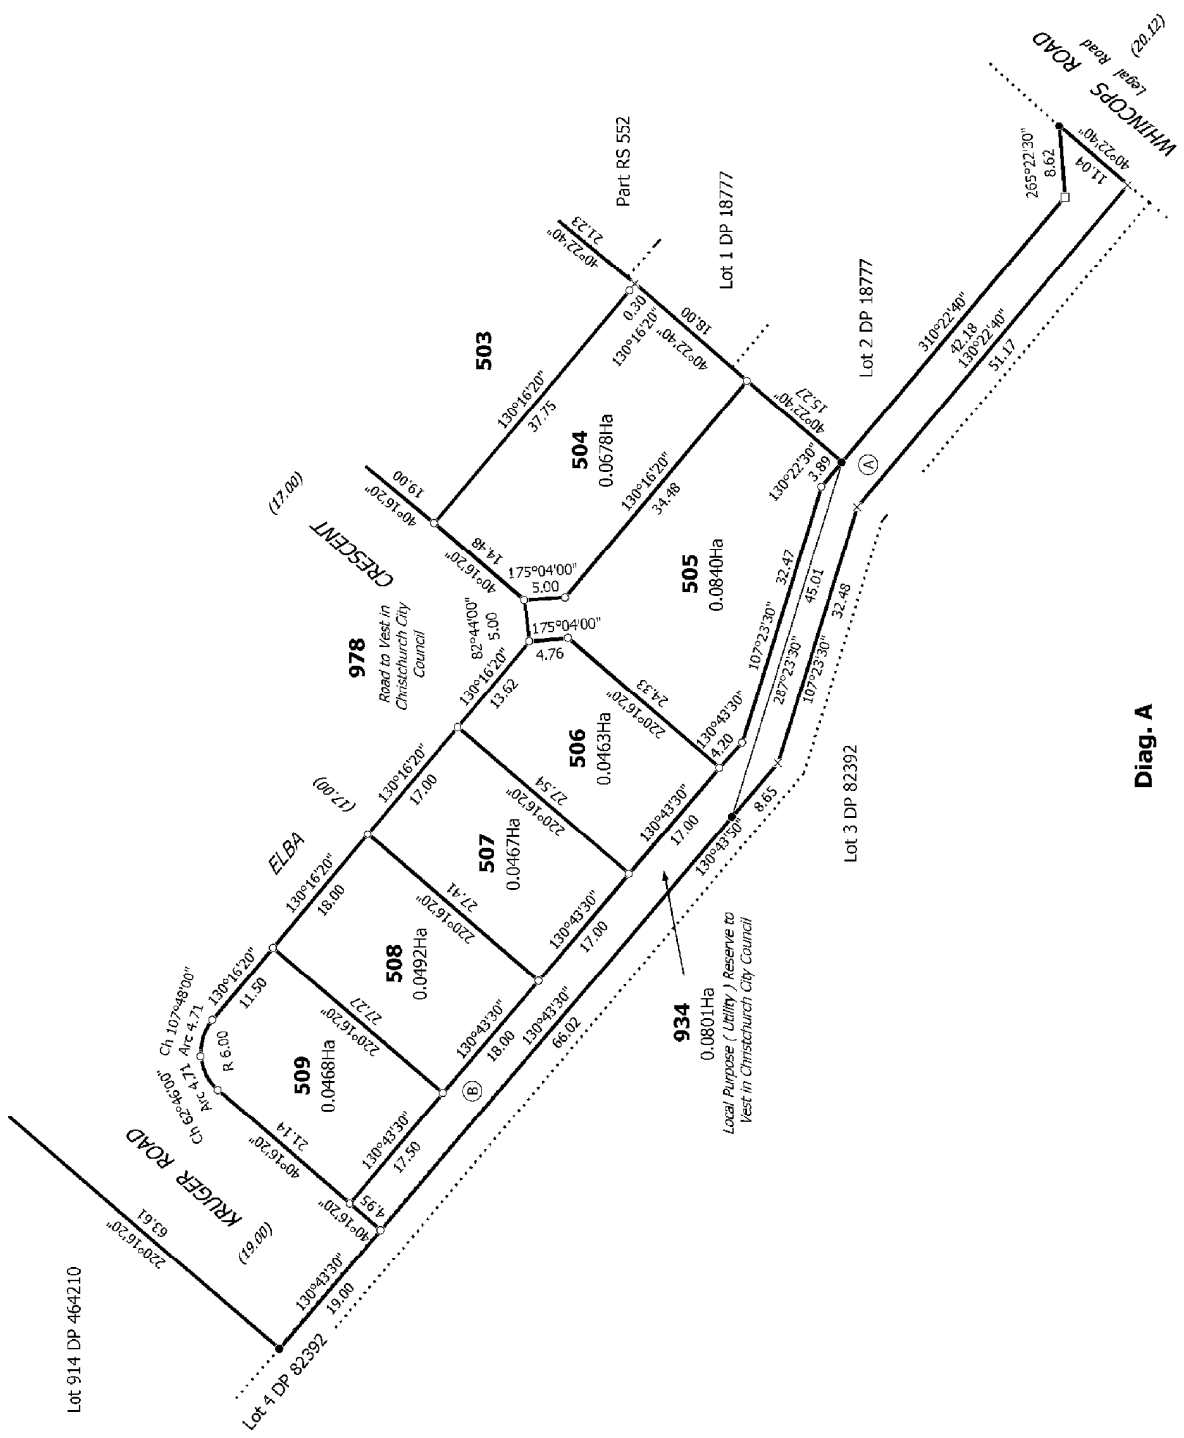 WHINCOPS ROAD
Legal Road
(20.12)
40°22'40"
11.04
265°22'30"
8.62
Part RS 552
21.23
40°22'40"
Lot 1 DP 18777
0.30
130°16'20"
18.00
40°22'40"
503
130°16'20"
37.75
504
0.0678Ha
Lot 2 DP 18777
310°22'40"
42.18
130°22'40"
51.17
15.27
40°22'40"
130°22'30"
3.89
A
130°16'20"
34.48
(17.00)
CRESCENT
19.00
40°16'20"
14.48
40°16'20"
175°04'00"
5.00
505
0.0840Ha
32.47
107°23'30"
45.01
287°23'30"
32.48
107°23'30"
978
Road to Vest in
Christchurch City
Council
82°44'00"
5.00
175°04'00"
4.76
130°16'20"
13.62
24.33
220°16'20"
130°43'30"
4.20
506
0.0463Ha
27.54
220°16'20"
130°43'30"
17.00
8.65
130°43'50"
Lot 3 DP 82392
Diag. A
130°16'20"
17.00
(17.00)
ELBA
507
0.0467Ha
27.41
220°16'20"
130°43'30"
17.00
130°16'20"
18.00
508
0.0492Ha
27.27
220°16'20"
130°43'30"
18.00
130°43'30"
66.02
934
0.0801Ha
Local Purpose ( Utility ) Reserve to
Vest in Christchurch City Council
130°16'20"
11.50
Ch 107°48'00"
Arc 4.71
Ch 62°46'00"
Arc 4.71
R 6.00
509
0.0468Ha
B
21.14
40°16'20"
130°43'30"
17.50
4.95
40°16'20"
KRUGER ROAD
(19.00)
63.61
220°16'20"
130°43'30"
19.00
Lot 914 DP 464210
Lot 4 DP 82392